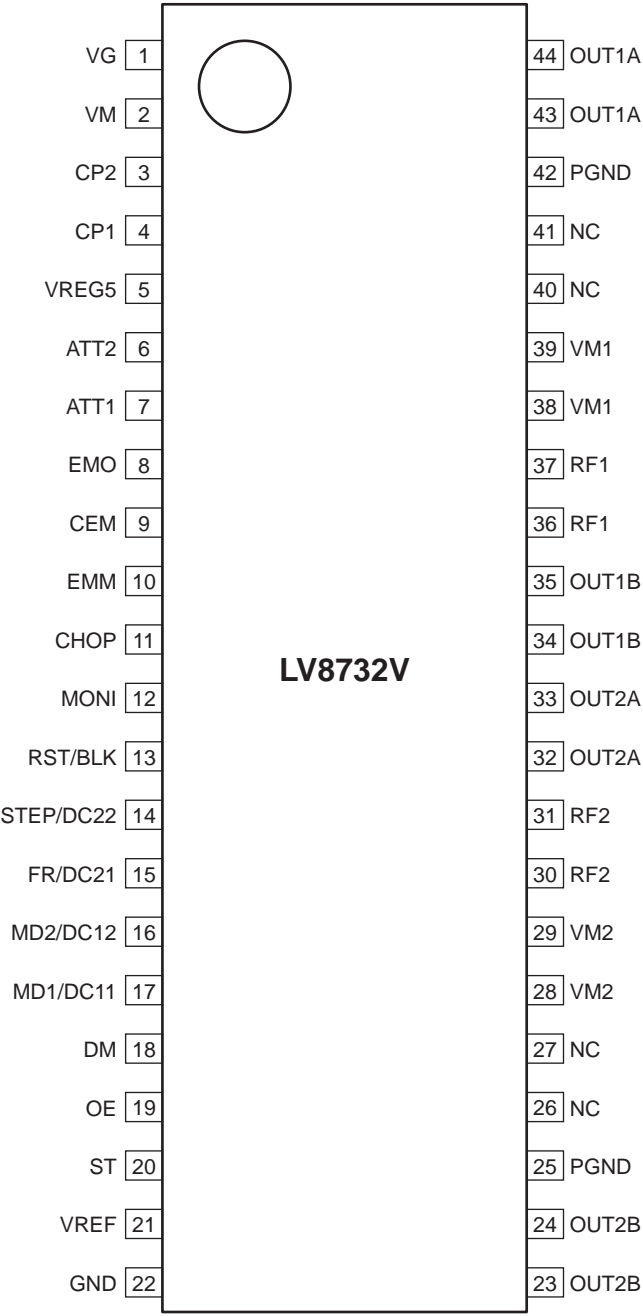 VG 1 44 OUT1A
VM 2 43 OUT1A
CP2 3 42 PGND
CP1 4 41 NC
VREG5 5 40 NC
ATT2 6 39 VM1
ATT1 7 38 VM1
EMO 8 37 RF1
CEM 9 36 RF1
EMM 10 35 OUT1B
CHOP 11 34 OUT1B
LV8732V
MONI 12 33 OUT2A
RST/BLK 13 32 OUT2A
STEP/DC22 14 31 RF2
FR/DC21 15 30 RF2
MD2/DC12 16 29 VM2
MD1/DC11 17 28 VM2
DM 18 27 NC
OE 19 26 NC
ST 20 25 PGND
VREF 21 24 OUT2B
GND 22 23 OUT2B